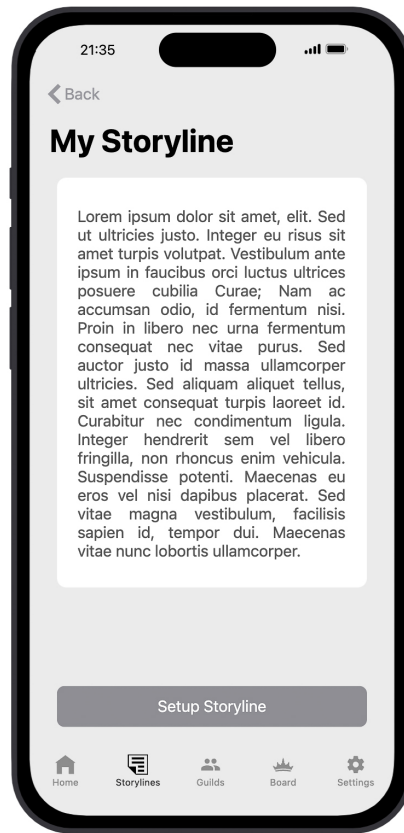 21:35
Back
My Storyline
Lorem ipsum dolor sit amet, elit. Sed
ut ultricies justo. Integer eu risus sit
amet turpis volutpat. Vestibulum ante
ipsum in faucibus orci luctus ultrices
posuere cubilia Curae; Nam ac
accumsan odio, id fermentum nisi.
Proin in libero nec urna fermentum
consequat nec vitae purus. Sed
auctor justo id massa ullamcorper
ultricies. Sed aliquam aliquet tellus,
sit amet consequat turpis laoreet id.
Curabitur nec condimentum ligula.
Integer hendrerit sem vel libero
fringilla, non rhoncus enim vehicula.
Suspendisse potenti. Maecenas eu
eros vel nisi dapibus placerat. Sed
vitae magna vestibulum, facilisis
sapien id, tempor dui. Maecenas
vitae nunc lobortis ullamcorper.
Setup Storyline
Home Storylines Guilds Board Settings